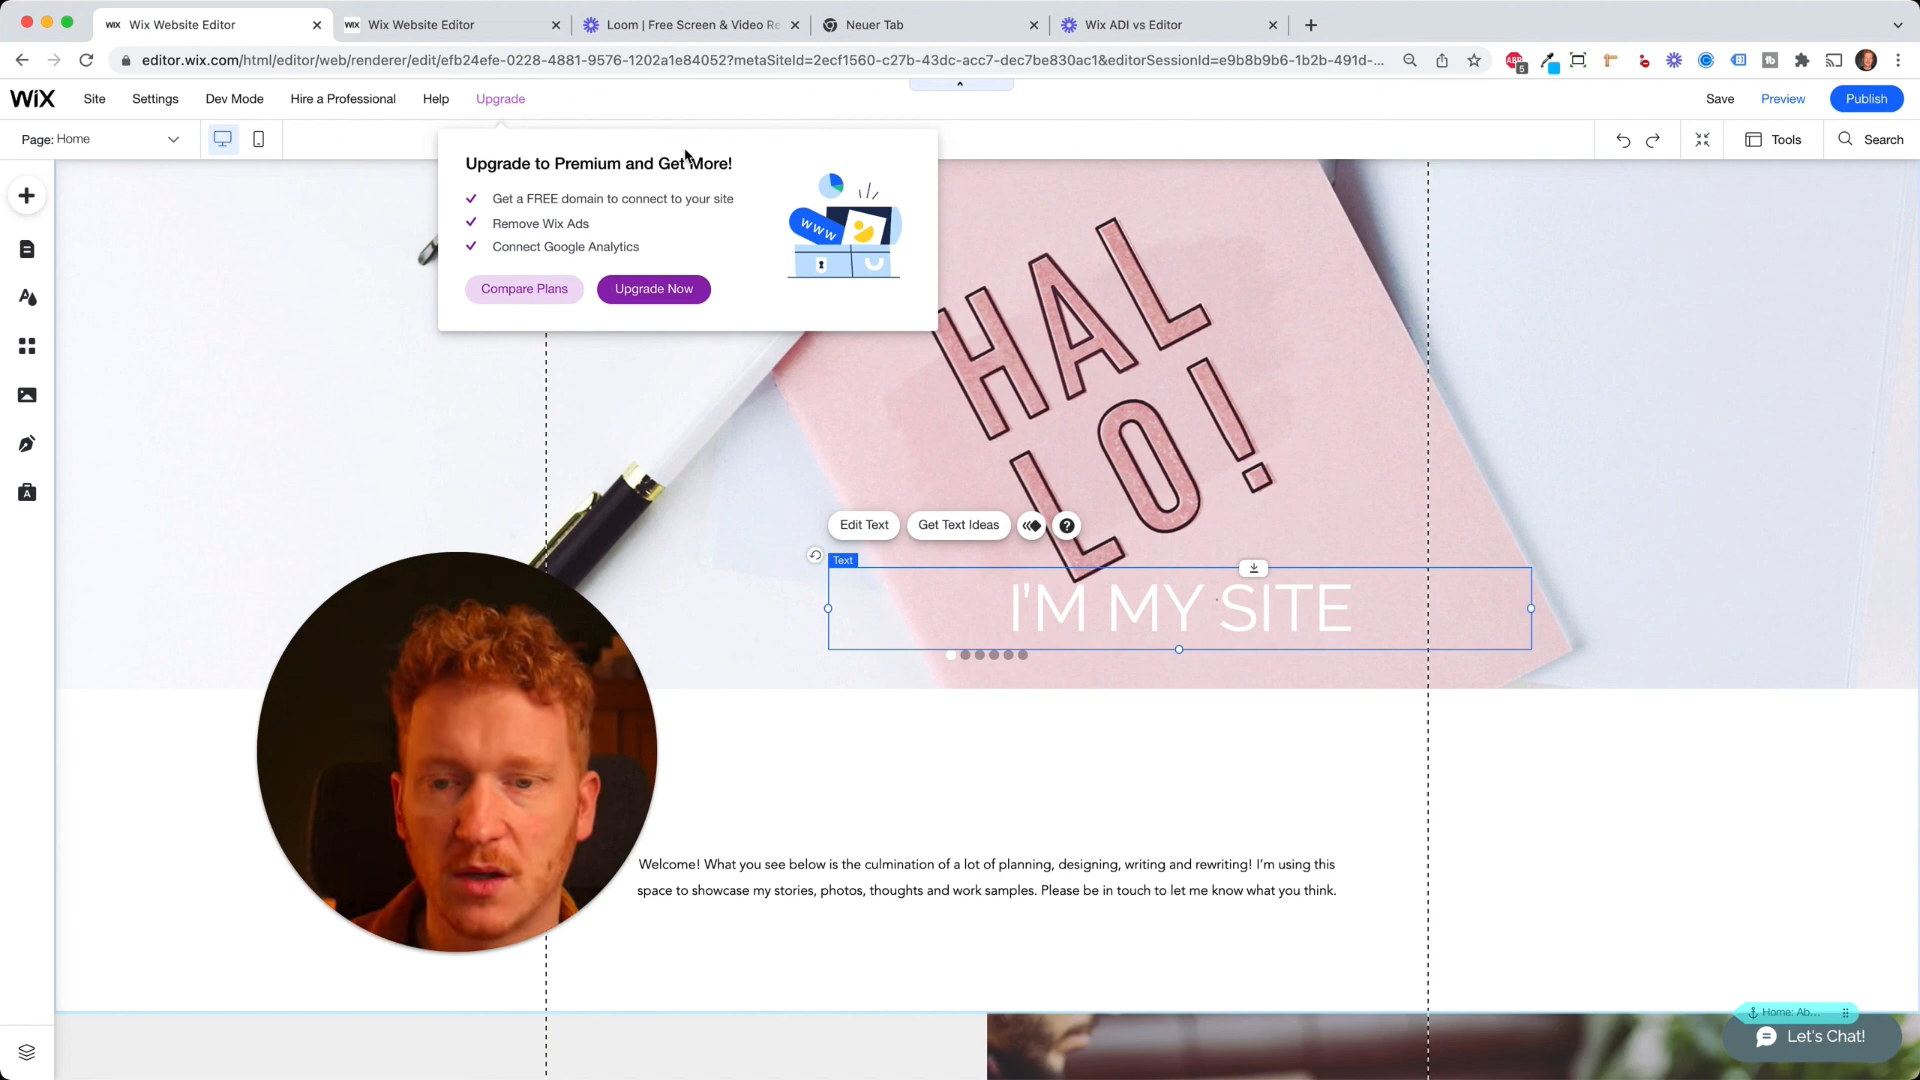 Wix Website Editor
Wix Website Editor
Loom | Free Screen & Video Re
Neuer Tab
Wix ADI vs Editor
editor.wix.com/html/editor/web/renderer/edit/efb24efe-0228-4881-9576-1202a1e84052?metaSiteId=2ecf1560-c27b-43dc-acc7-dec7be830ac1&editorSessionId=e9b8b9b6-1b2b-491d-...
WIX
Site
Settings
Dev Mode
Hire a Professional
Help
Upgrade
Save
Preview
Publish
Page: Home
Tools
Search
Upgrade to Premium and Get More!
Get a FREE domain to connect to your site
Remove Wix Ads
Connect Google Analytics
Compare Plans
Upgrade Now
WWW
HAL
LO!
Edit Text
Get Text Ideas
Text
I'M MY SITE
Welcome! What you see below is the culmination of a lot of planning, designing, writing and rewriting! I'm using this
space to showcase my stories, photos, thoughts and work samples. Please be in touch to let me know what you think.
Home: Ab...
Let's Chat!